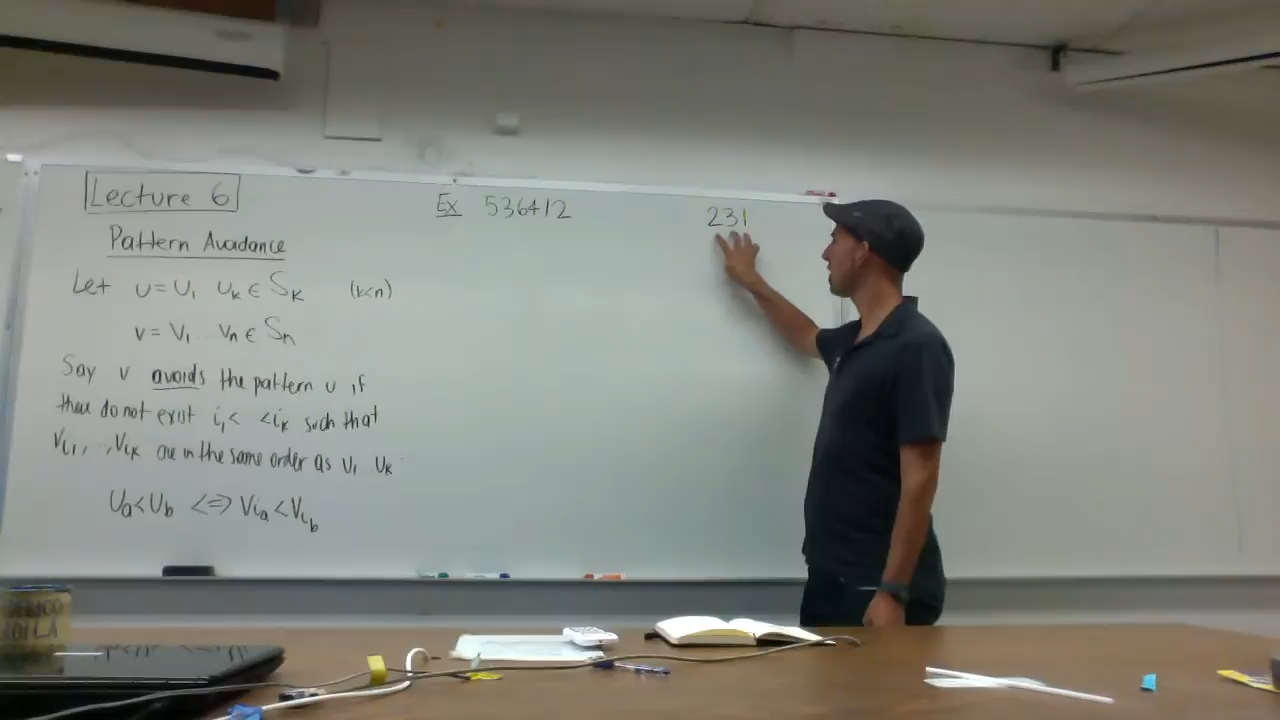 Lecture 6
Pattern Avoidance
Let u = u₁ uₖ ∈ Sₖ (k<n)
v = v₁ .. vₙ ∈ Sₙ
Say v avoids the pattern u if
there do not exist i₁< <iₖ such that
vᵢ₁, ., vᵢₖ are in the same order as u₁ uₖ
uₐ<u_b <=> vᵢₐ<vᵢ_b
Ex 536412
231